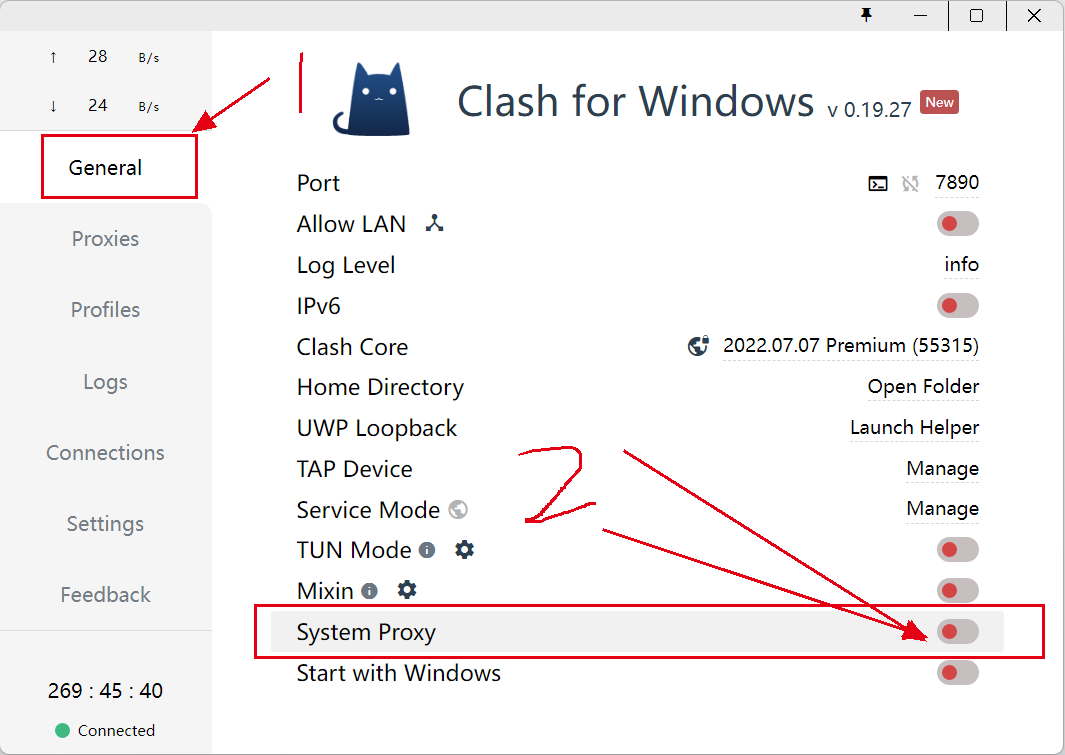 ↑ 28 B/s
↓ 24 B/s
General
Proxies
Profiles
Logs
Connections
Settings
Feedback
269 : 45 : 40
Connected
1
Clash for Windows v 0.19.27 New
Port 7890
Allow LAN
Log Level info
IPv6
Clash Core 2022.07.07 Premium (55315)
Home Directory Open Folder
UWP Loopback Launch Helper
TAP Device Manage
Service Mode Manage
TUN Mode
Mixin
2
System Proxy
Start with Windows